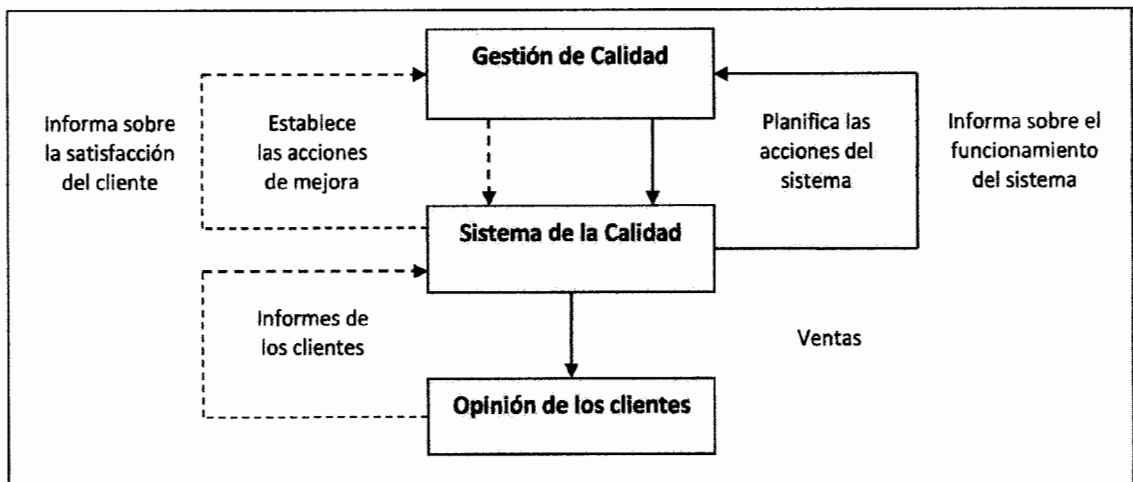 Gestión de Calidad
Informa sobre
la satisfacción
del cliente
Establece
las acciones
de mejora
Planifica las
acciones del
sistema
Informa sobre el
funcionamiento
del sistema
Sistema de la Calidad
Informes de
los clientes
Ventas
Opinión de los clientes